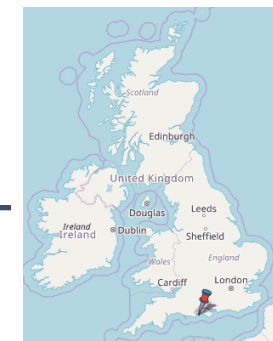 Scotland
Edinburgh
United Kingdom
Douglas
Leeds
Ireland
Ireland
Dublin
Sheffield
Wales
England
Cardiff
London